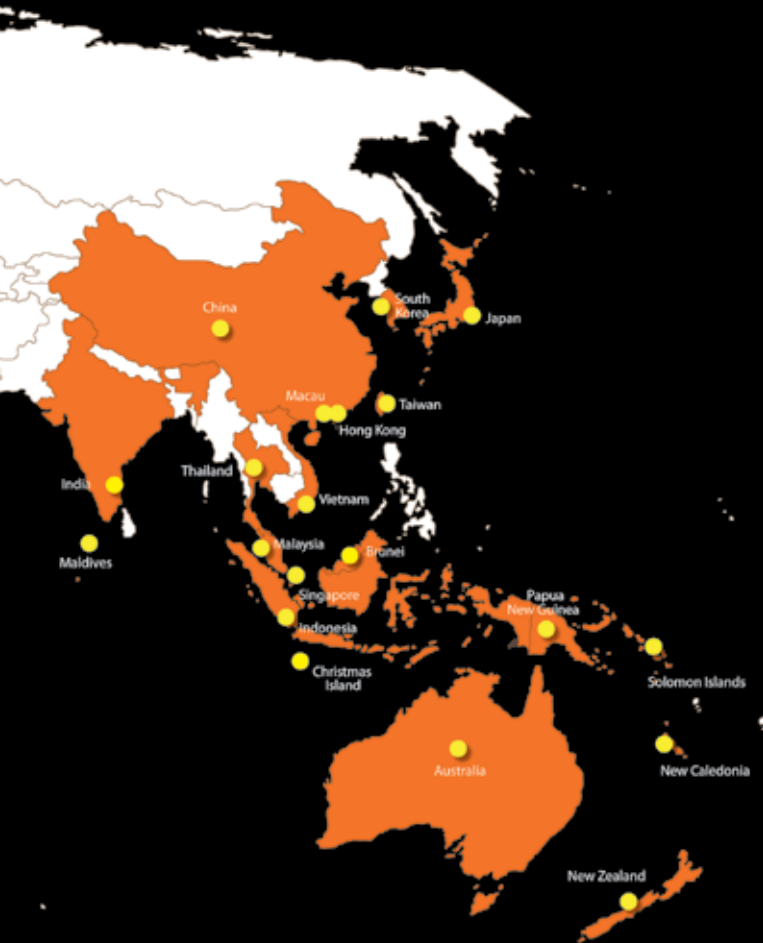 China
South
Korea
Japan
Macau
Taiwan
Hong Kong
Thailand
India
Vietnam
Malaysia
Brunei
Maldives
Singapore
Papua
New Guinea
Indonesia
Christmas
Island
Solomon Islands
Australia
New Caledonia
New Zealand